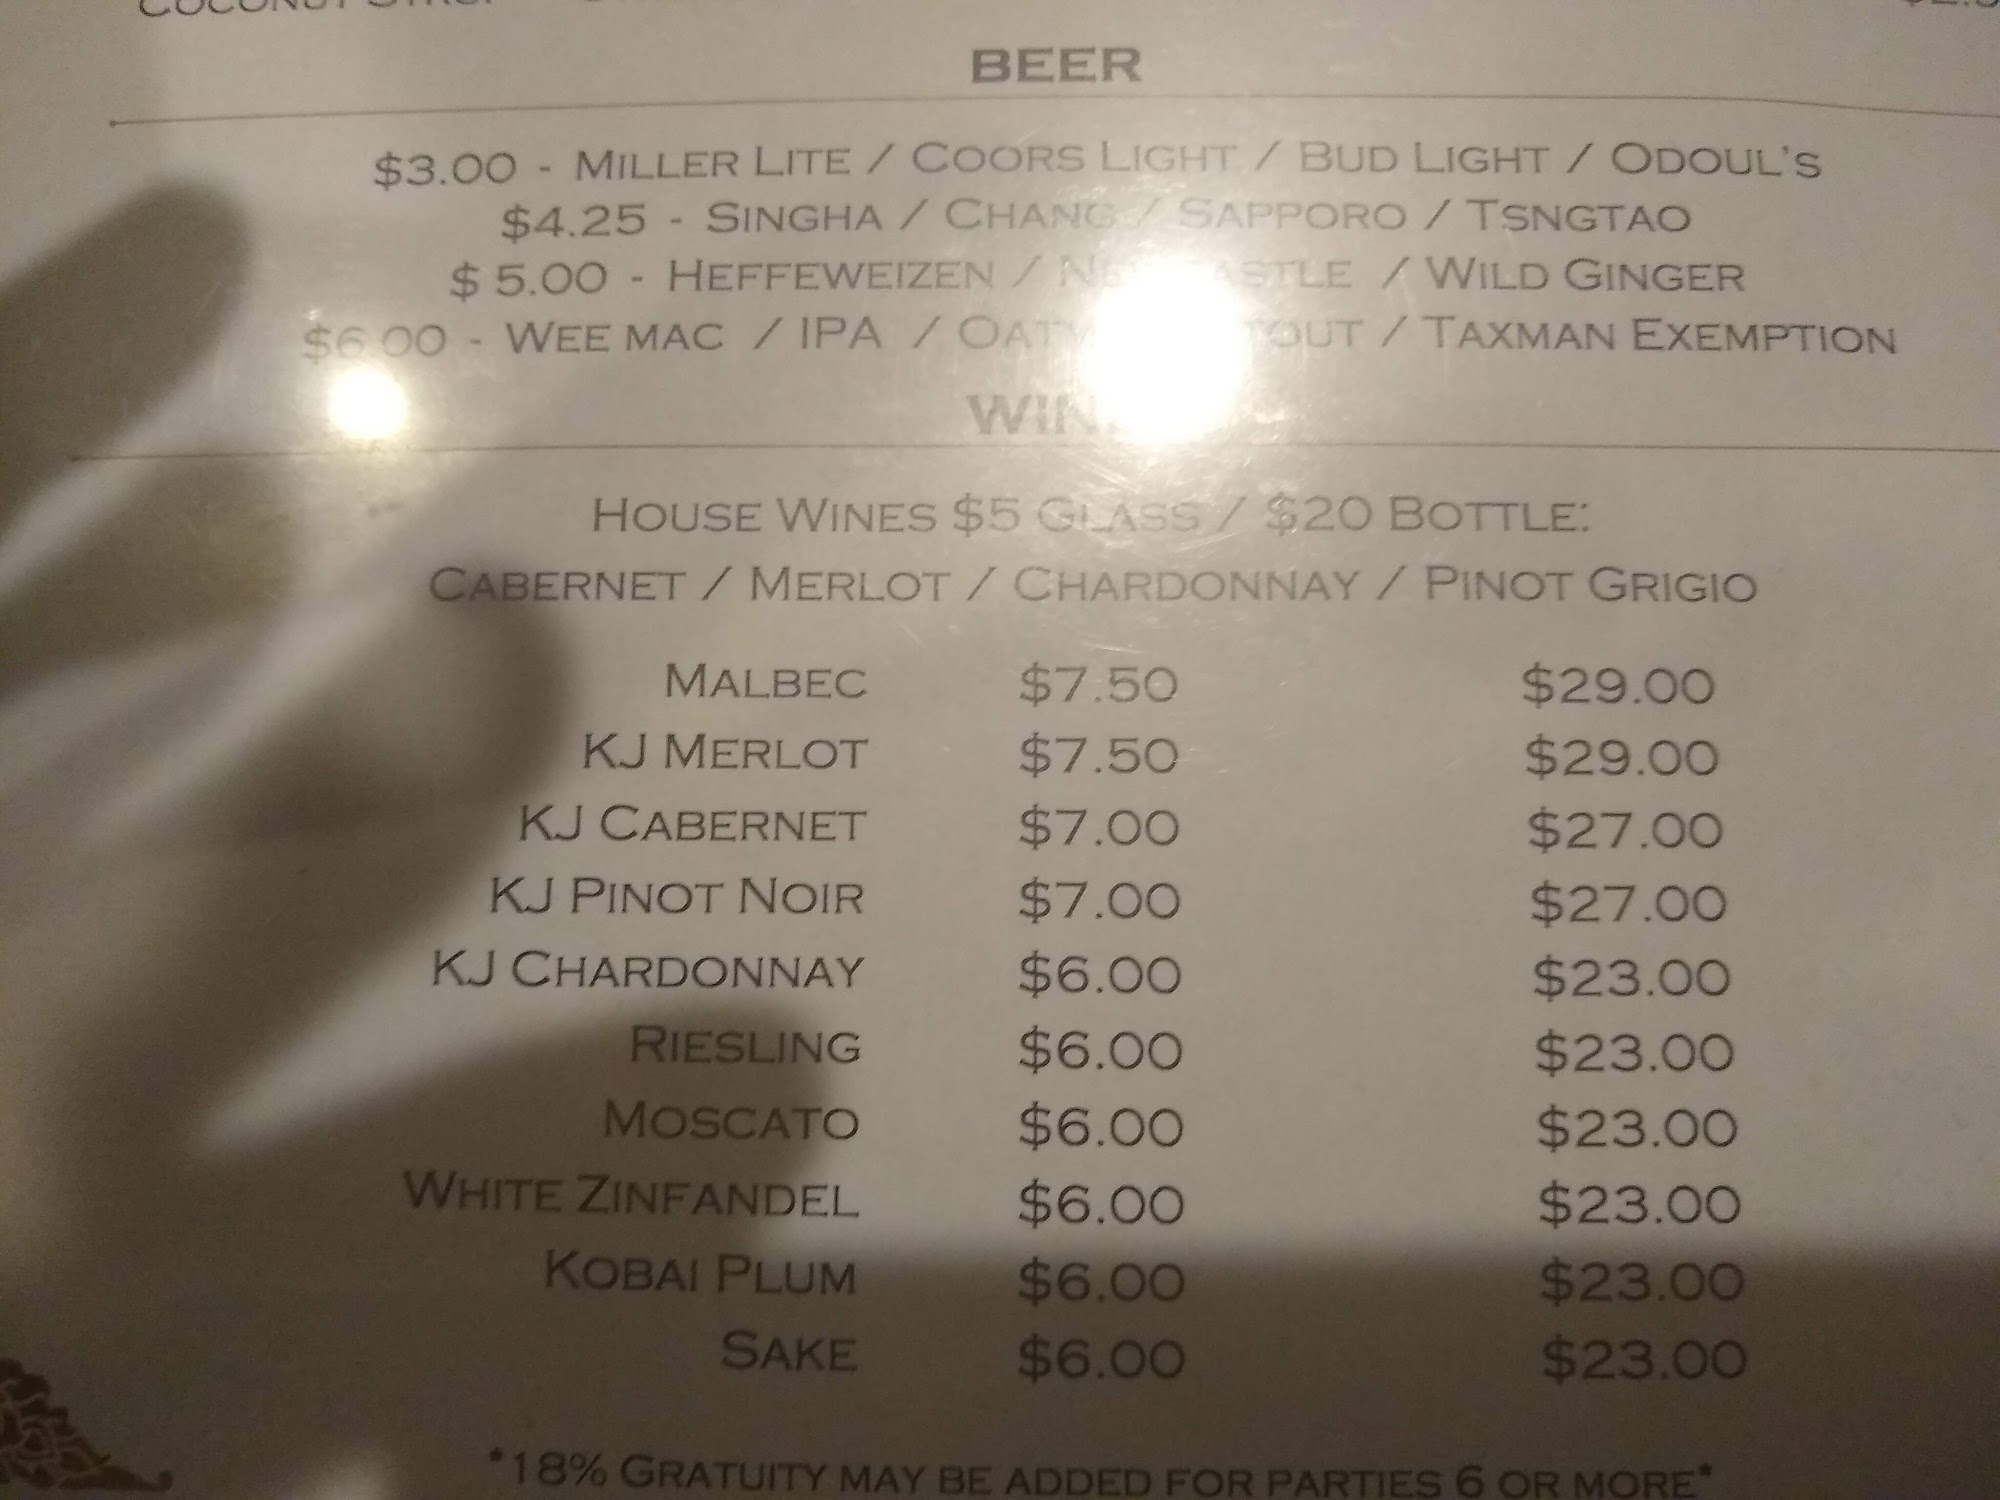 BEER
$3.00 - MILLER LITE / COORS LIGHT / BUD LIGHT / ODOUL'S
$4.25 - SINGHA / CHANG / SAPPORO / TSNGTAO
$5.00 - HEFFEWEIZEN / NEWCASTLE / WILD GINGER
$6.00 - WEE MAC / IPA / / TAXMAN EXEMPTION
HOUSE WINES $5 GLASS / $20 BOTTLE:
CABERNET / MERLOT / CHARDONNAY / PINOT GRIGIO
MALBEC $7.50 $29.00
KJ MERLOT $7.50 $29.00
KJ CABERNET $7.00 $27.00
KJ PINOT NOIR $7.00 $27.00
KJ CHARDONNAY $6.00 $23.00
RIESLING $6.00 $23.00
MOSCATO $6.00 $23.00
WHITE ZINFANDEL $6.00 $23.00
KOBAI PLUM $6.00 $23.00
SAKE $6.00 $23.00
*18% GRATUITY MAY BE ADDED FOR PARTIES 6 OR MORE*